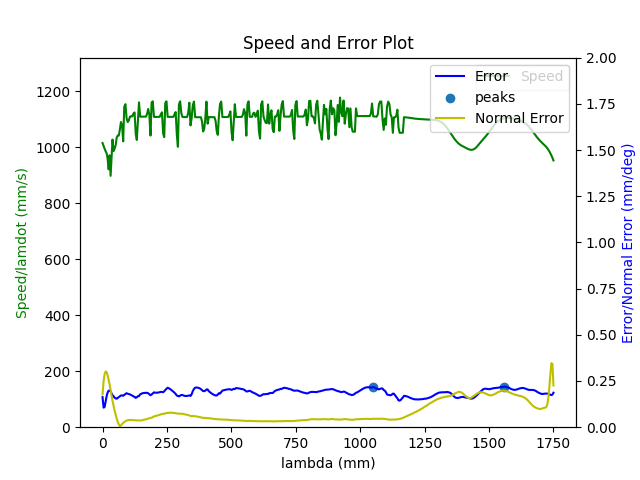 Speed and Error Plot
Error
Speed
peaks
Normal Error
1200
1000
800
600
400
200
0
Speed/lamdot (mm/s)
2.00
1.75
1.50
1.25
1.00
0.75
0.50
0.25
0.00
Error/Normal Error (mm/deg)
0 250 500 750 1000 1250 1500 1750
lambda (mm)